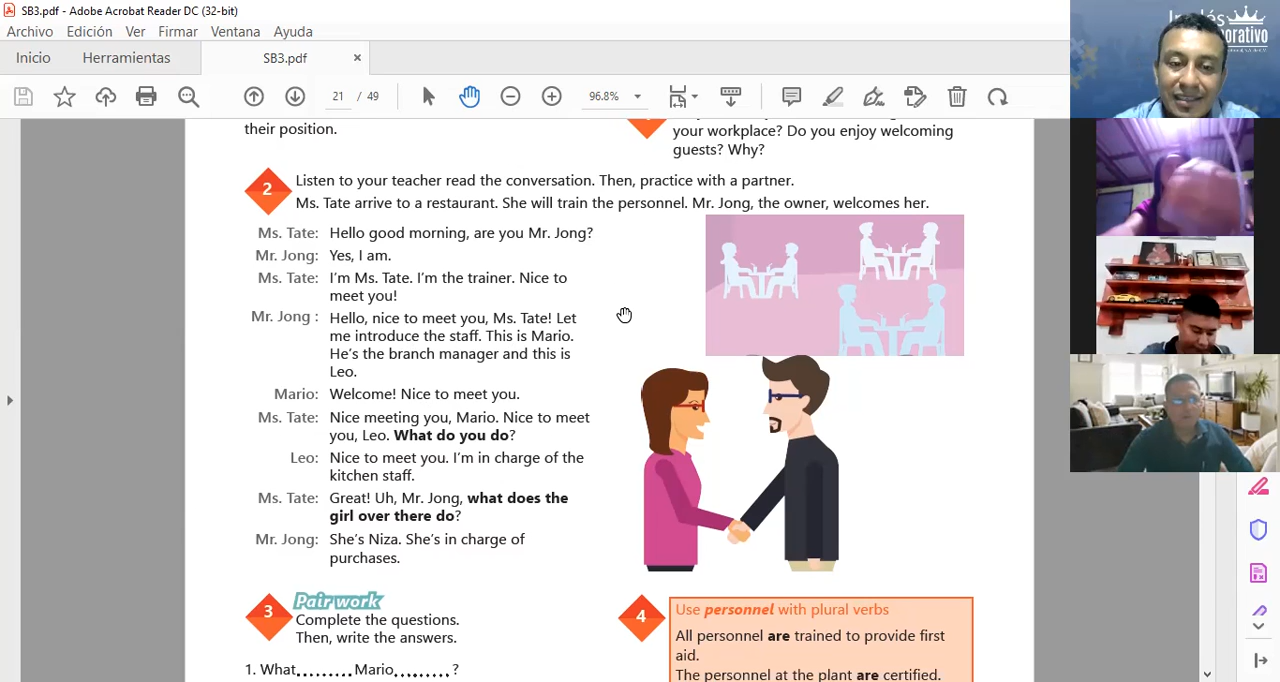 SB3.pdf - Adobe Acrobat Reader DC (32-bit)
Archivo Edición Ver Firmar Ventana Ayuda
Inicio Herramientas SB3.pdf ×
21 / 49 96.8%
their position.
your workplace? Do you enjoy welcoming
guests? Why?
2 Listen to your teacher read the conversation. Then, practice with a partner.
Ms. Tate arrive to a restaurant. She will train the personnel. Mr. Jong, the owner, welcomes her.
Ms. Tate: Hello good morning, are you Mr. Jong?
Mr. Jong: Yes, I am.
Ms. Tate: I'm Ms. Tate. I'm the trainer. Nice to
meet you!
Mr. Jong : Hello, nice to meet you, Ms. Tate! Let
me introduce the staff. This is Mario.
He's the branch manager and this is
Leo.
Mario: Welcome! Nice to meet you.
Ms. Tate: Nice meeting you, Mario. Nice to meet
you, Leo. What do you do?
Leo: Nice to meet you. I'm in charge of the
kitchen staff.
Ms. Tate: Great! Uh, Mr. Jong, what does the
girl over there do?
Mr. Jong: She's Niza. She's in charge of
purchases.
3 Pair work
Complete the questions.
Then, write the answers.
1. What......... Mario.........?
4 Use personnel with plural verbs
All personnel are trained to provide first
aid.
The personnel at the plant are certified.